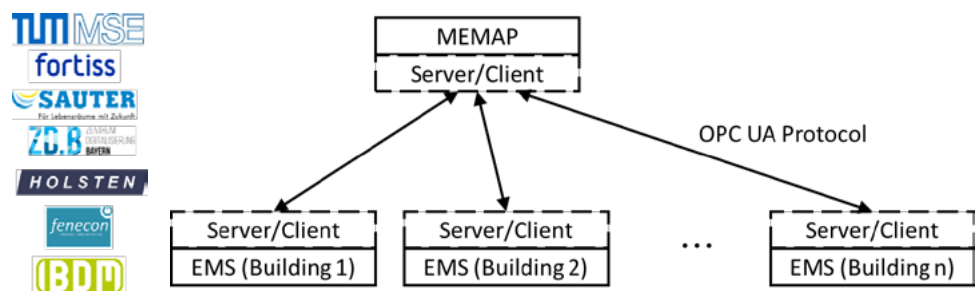 TUM MSE
fortiss
SAUTER
Für Lebensräume mit Zukunft
ZD.B ZENTRUM
DIGITALISIERUNG
BAYERN
HOLSTEN
fenecon
IBDM
MEMAP
Server/Client
OPC UA Protocol
Server/Client
EMS (Building 1)
Server/Client
EMS (Building 2)
...
Server/Client
EMS (Building n)